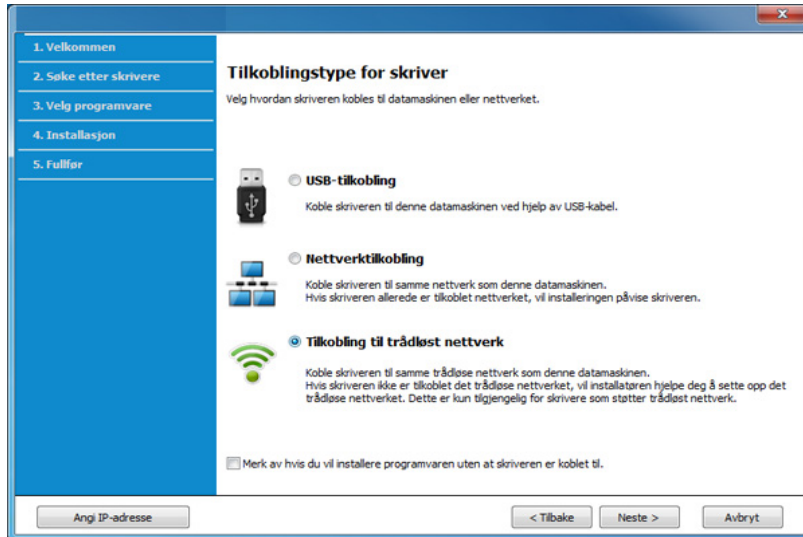 1. Velkommen
2. Søke etter skrivere
3. Velg programvare
4. Installasjon
5. Fullfør
Tilkoblingstype for skriver
Velg hvordan skriveren kobles til datamaskinen eller nettverket.
USB-tilkobling
Koble skriveren til denne datamaskinen ved hjelp av USB-kabel.
Nettverktilkobling
Koble skriveren til samme nettverk som denne datamaskinen.
Hvis skriveren allerede er tilkoblet nettverket, vil installeringen påvise skriveren.
Tilkobling til trådløst nettverk
Koble skriveren til samme trådløse nettverk som denne datamaskinen.
Hvis skriveren ikke er tilkoblet det trådløse nettverket, vil installatøren hjelpe deg å sette opp det
trådløse nettverket. Dette er kun tilgjengelig for skrivere som støtter trådløst nettverk.
Merk av hvis du vil installere programvaren uten at skriveren er koblet til.
Angi IP-adresse
< Tilbake
Neste >
Avbryt